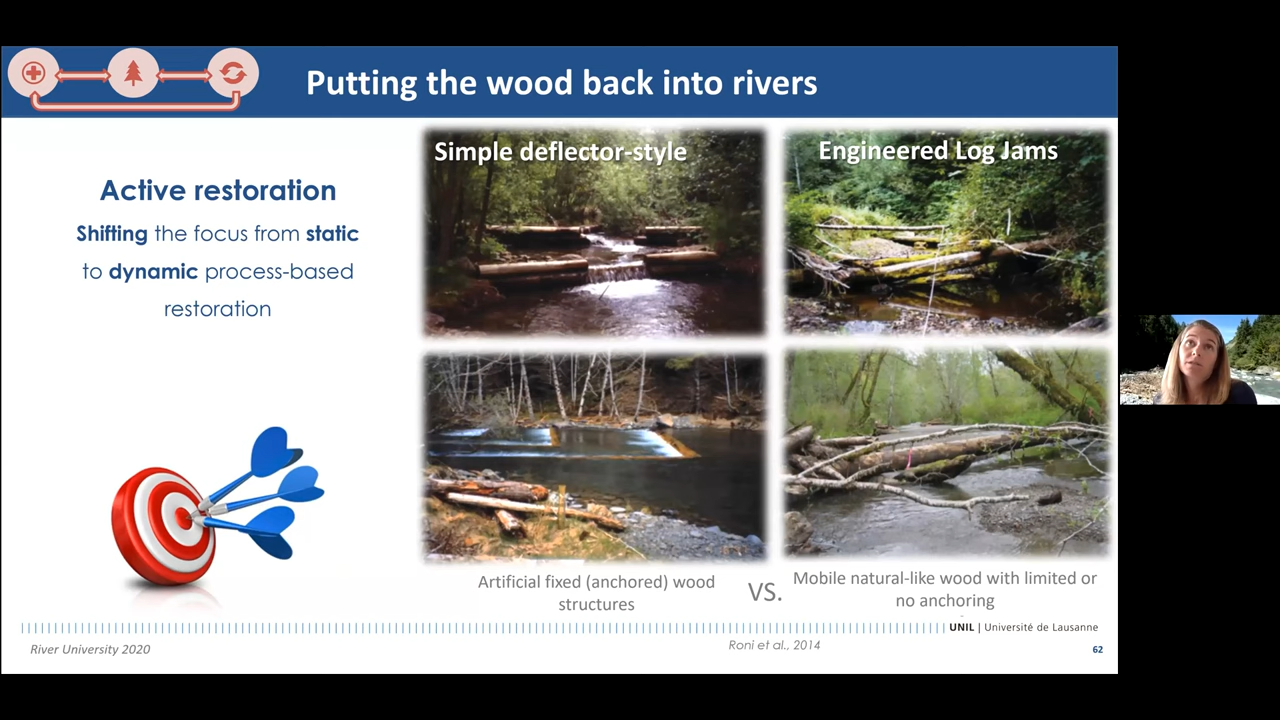 Putting the wood back into rivers
Active restoration
Shifting the focus from static
to dynamic process-based
restoration
Simple deflector-style
Engineered Log Jams
Artificial fixed (anchored) wood
structures
VS.
Mobile natural-like wood with limited or
no anchoring
UNIL | Université de Lausanne
River University 2020
Roni et al., 2014
62